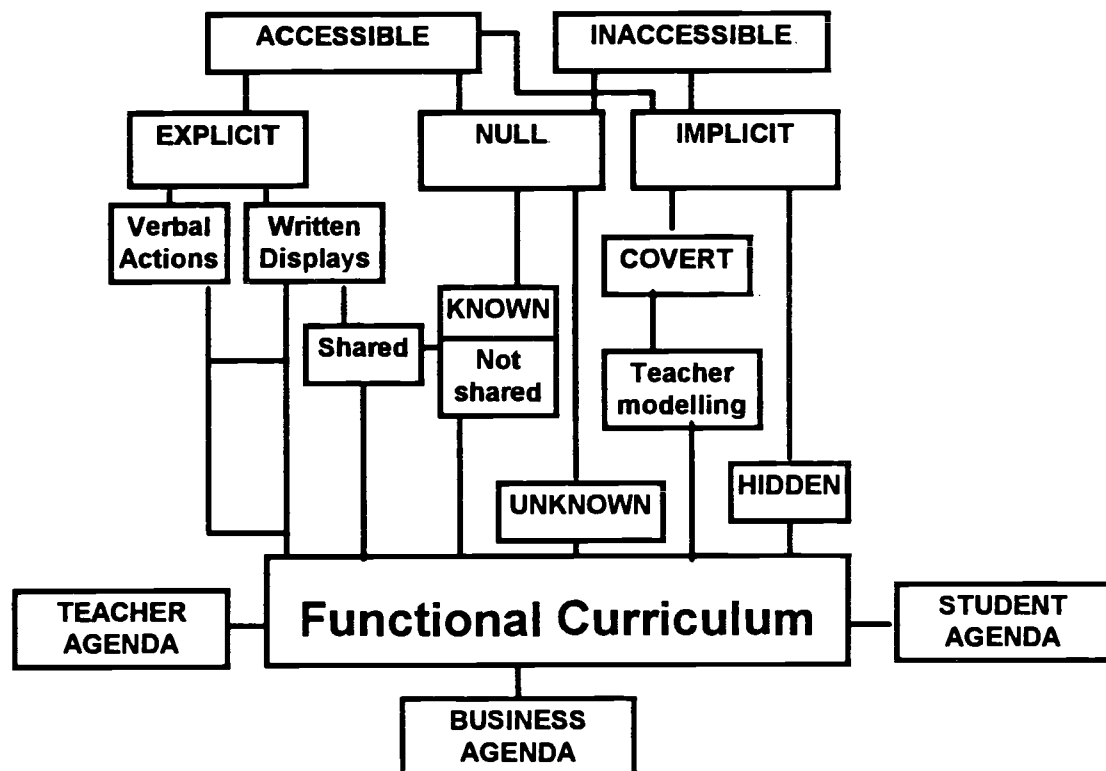 ACCESSIBLE
INACCESSIBLE
EXPLICIT
NULL
IMPLICIT
Verbal
Actions
Written
Displays
COVERT
KNOWN
Shared
Not
shared
Teacher
modelling
UNKNOWN
HIDDEN
TEACHER
AGENDA
Functional Curriculum
STUDENT
AGENDA
BUSINESS
AGENDA